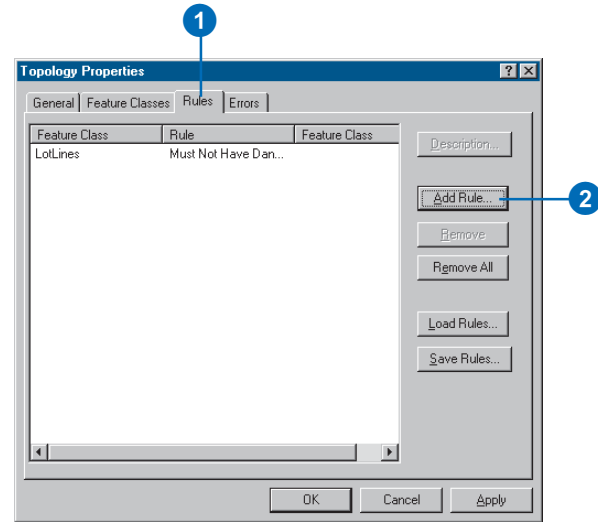 1
Topology Properties
General Feature Classes Rules Errors
Feature Class Rule Feature Class
LotLines Must Not Have Dan...
Description...
Add Rule...
2
Remove
Remove All
Load Rules...
Save Rules...
OK Cancel Apply